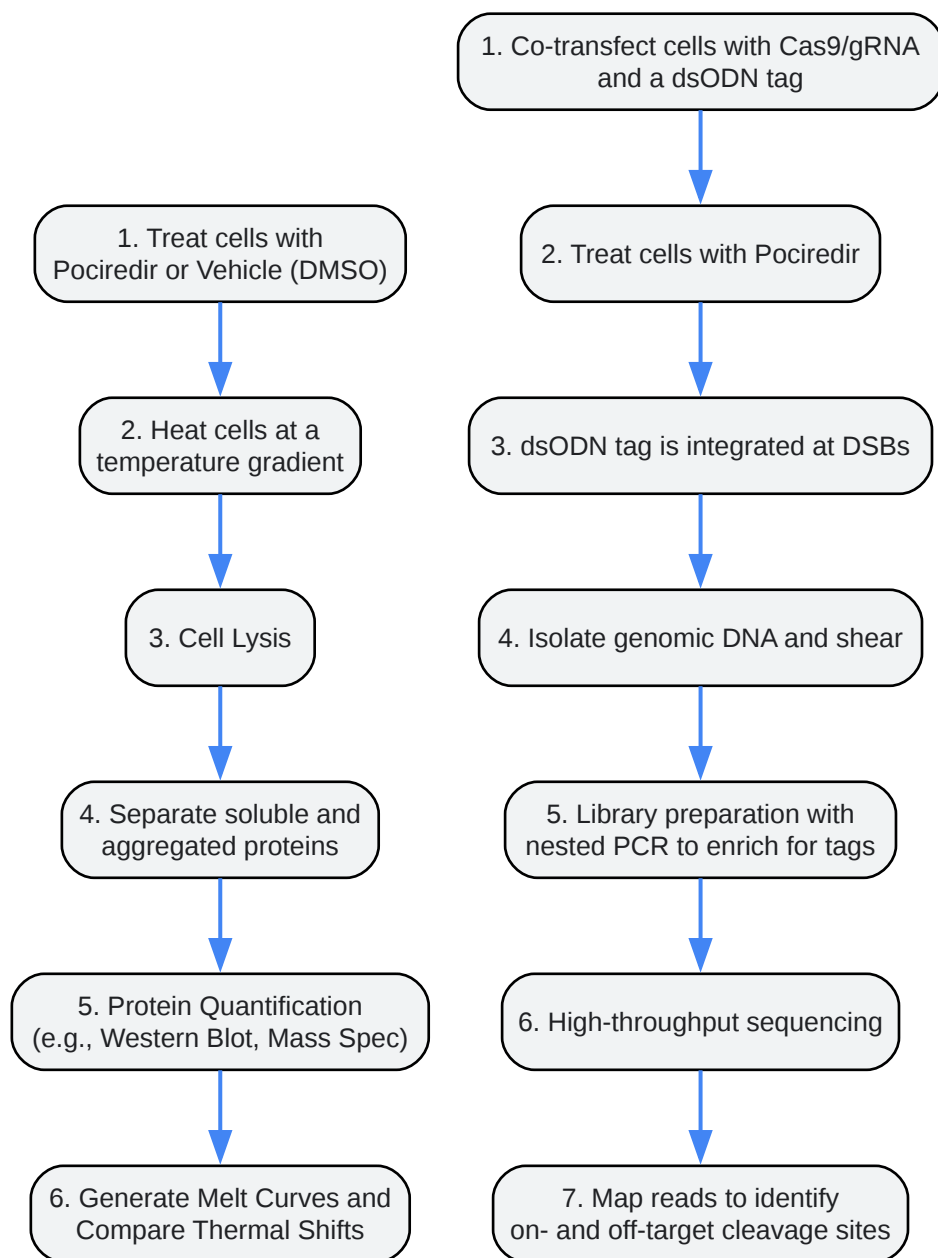 1. Treat cells with
Pociredir or Vehicle (DMSO)
2. Heat cells at a
temperature gradient
3. Cell Lysis
4. Separate soluble and
aggregated proteins
5. Protein Quantification
(e.g., Western Blot, Mass Spec)
6. Generate Melt Curves and
Compare Thermal Shifts
1. Co-transfect cells with Cas9/gRNA
and a dsODN tag
2. Treat cells with Pociredir
3. dsODN tag is integrated at DSBs
4. Isolate genomic DNA and shear
5. Library preparation with
nested PCR to enrich for tags
6. High-throughput sequencing
7. Map reads to identify
on- and off-target cleavage sites